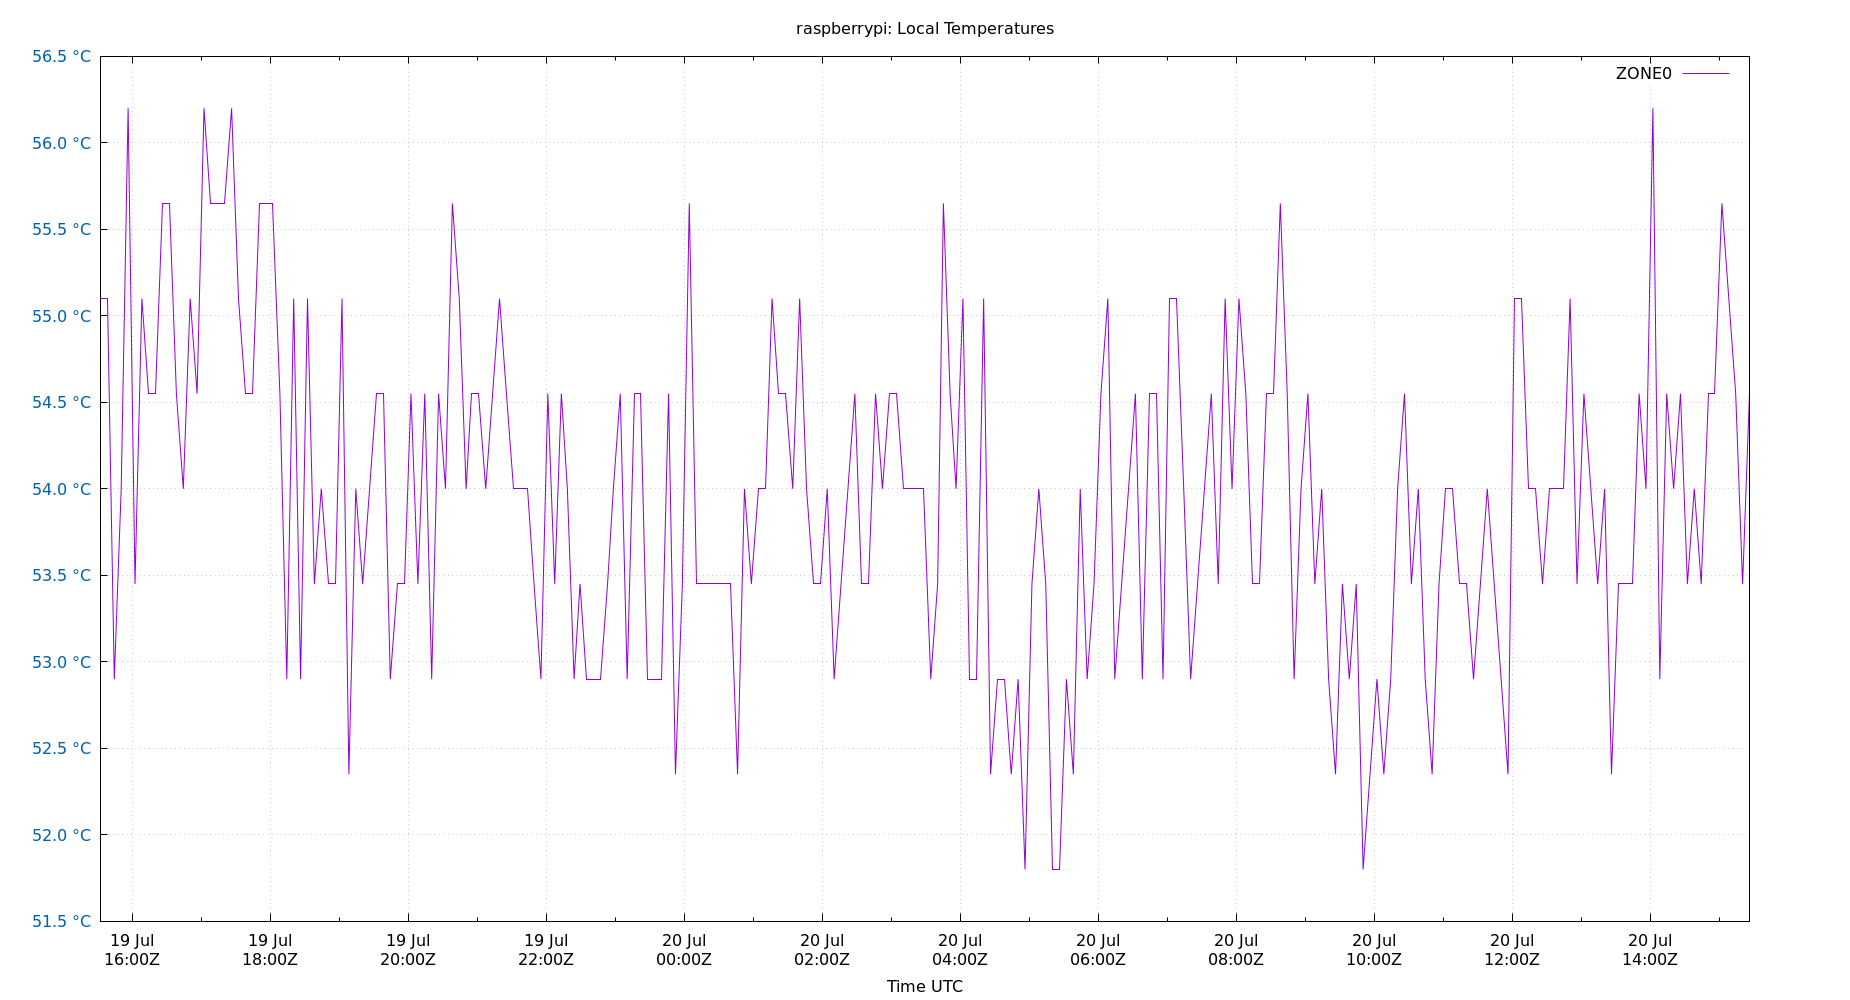 raspberrypi: Local Temperatures
56.5 °C
ZONE0
56.0 °C
55.5 °C
55.0 °C
54.5 °C
54.0 °C
53.5 °C
53.0 °C
52.5 °C
52.0 °C
51.5 °C
19 Jul 19 Jul 19 Jul 19 Jul 20 Jul 20 Jul 20 Jul 20 Jul 20 Jul 20 Jul 20 Jul 20 Jul
16:00Z 18:00Z 20:00Z 22:00Z 00:00Z 02:00Z 04:00Z 06:00Z 08:00Z 10:00Z 12:00Z 14:00Z
Time UTC